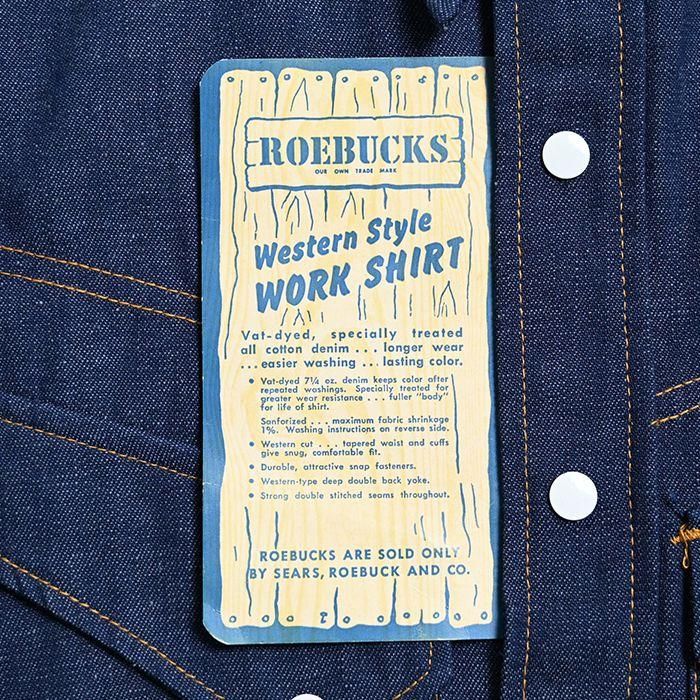 ROEBUCKS
OUR OWN TRADE MARK
Western Style
WORK SHIRT
Vat-dyed, specially treated
all cotton denim . . . longer wear
. . . easier washing . . . lasting color.
• Vat-dyed 7¼ oz. denim keeps color after
repeated washings. Specially treated for
greater wear resistance . . . fuller "body"
for life of shirt.
Sanforized . . . maximum fabric shrinkage
1%. Washing instructions on reverse side.
• Western cut . . . tapered waist and cuffs
give snug, comfortable fit.
• Durable, attractive snap fasteners.
• Western-type deep double back yoke.
• Strong double stitched seams throughout.
ROEBUCKS ARE SOLD ONLY
BY SEARS, ROEBUCK AND CO.